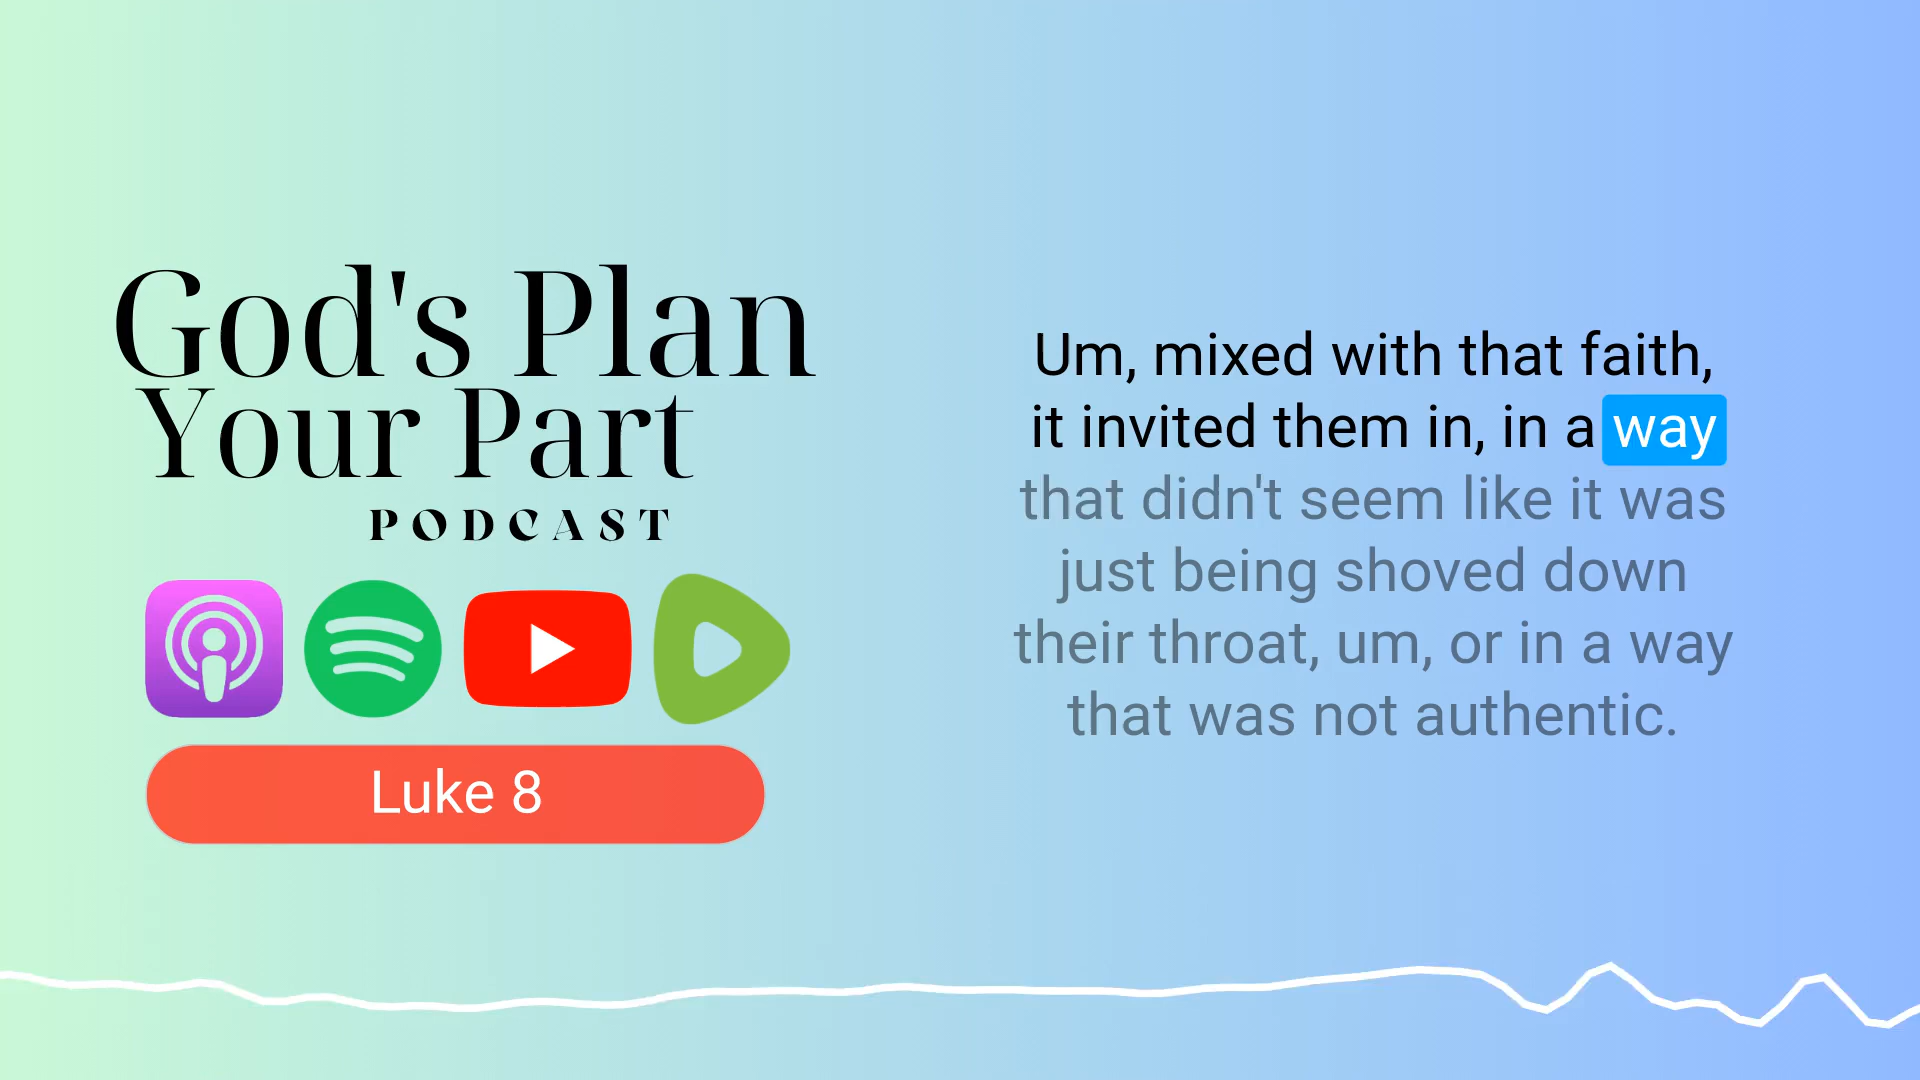 God's Plan
Your Part
PODCAST
Luke 8
Um, mixed with that faith,
it invited them in, in a way
that didn't seem like it was
just being shoved down
their throat, um, or in a way
that was not authentic.